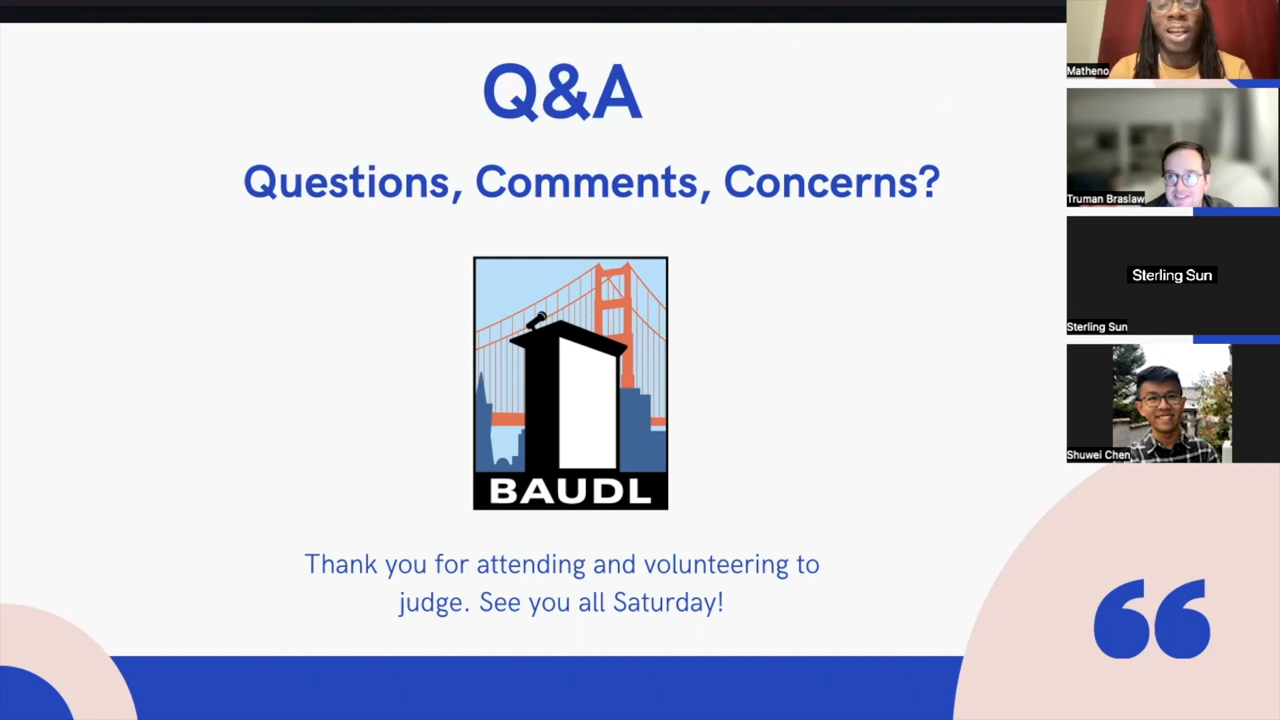 Q&A
Questions, Comments, Concerns?
BAUDL
Thank you for attending and volunteering to
judge. See you all Saturday!
Matheno
Truman Braslaw
Sterling Sun
Sterling Sun
Shuwei Chen